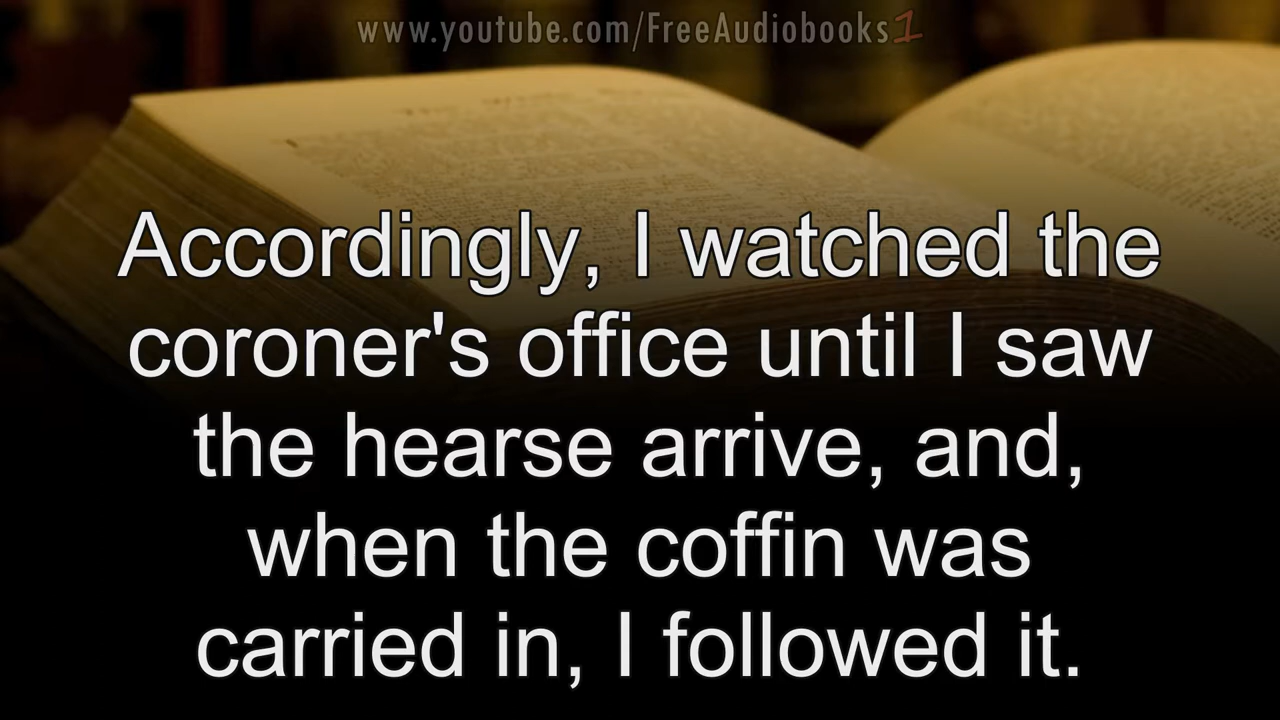 www.youtube.com/FreeAudiobooks1
Accordingly, I watched the
coroner's office until I saw
the hearse arrive, and,
when the coffin was
carried in, I followed it.